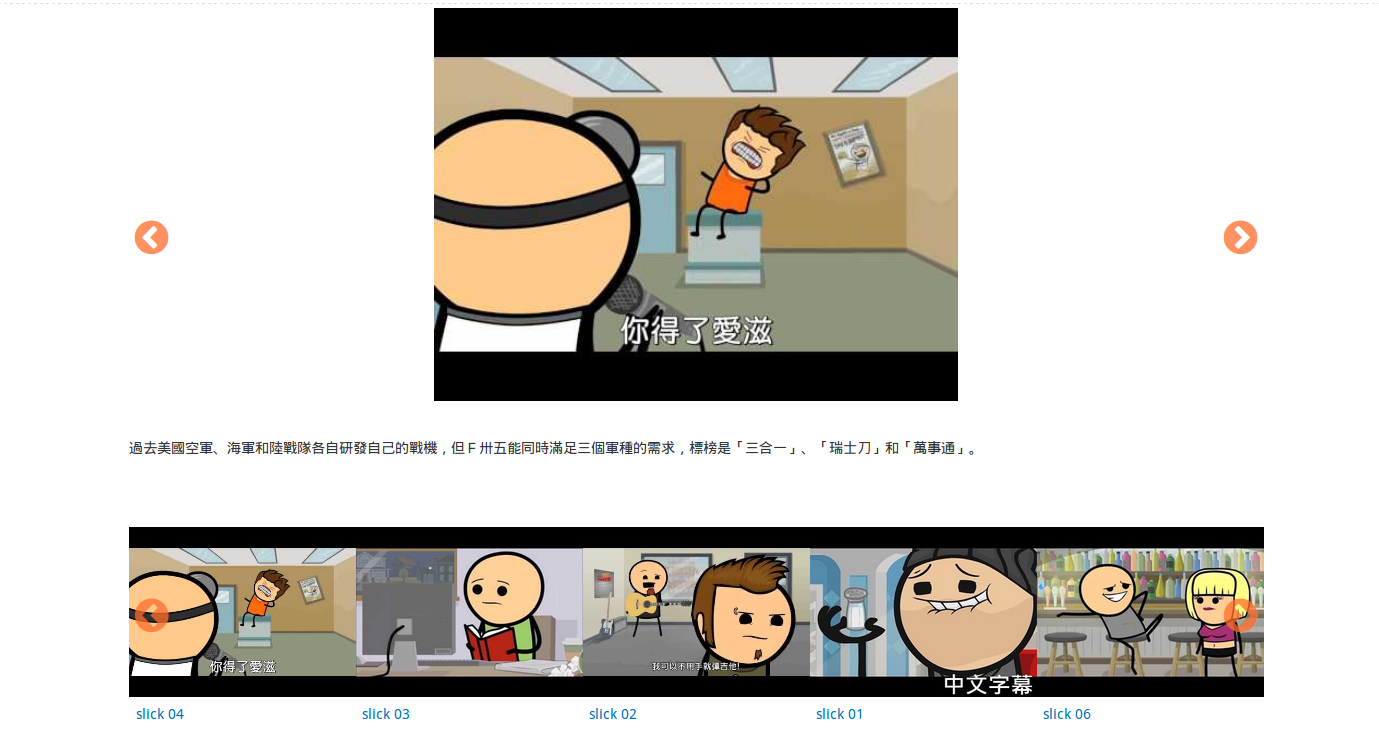 你得了愛滋
過去美國空軍、海軍和陸戰隊各自研發自己的戰機，但Ｆ卅五能同時滿足三個軍種的需求，標榜是「三合一」、「瑞士刀」和「萬事通」。
你得了愛滋
我可以不用手就彈吉他!
中文字幕
slick 04
slick 03
slick 02
slick 01
slick 06